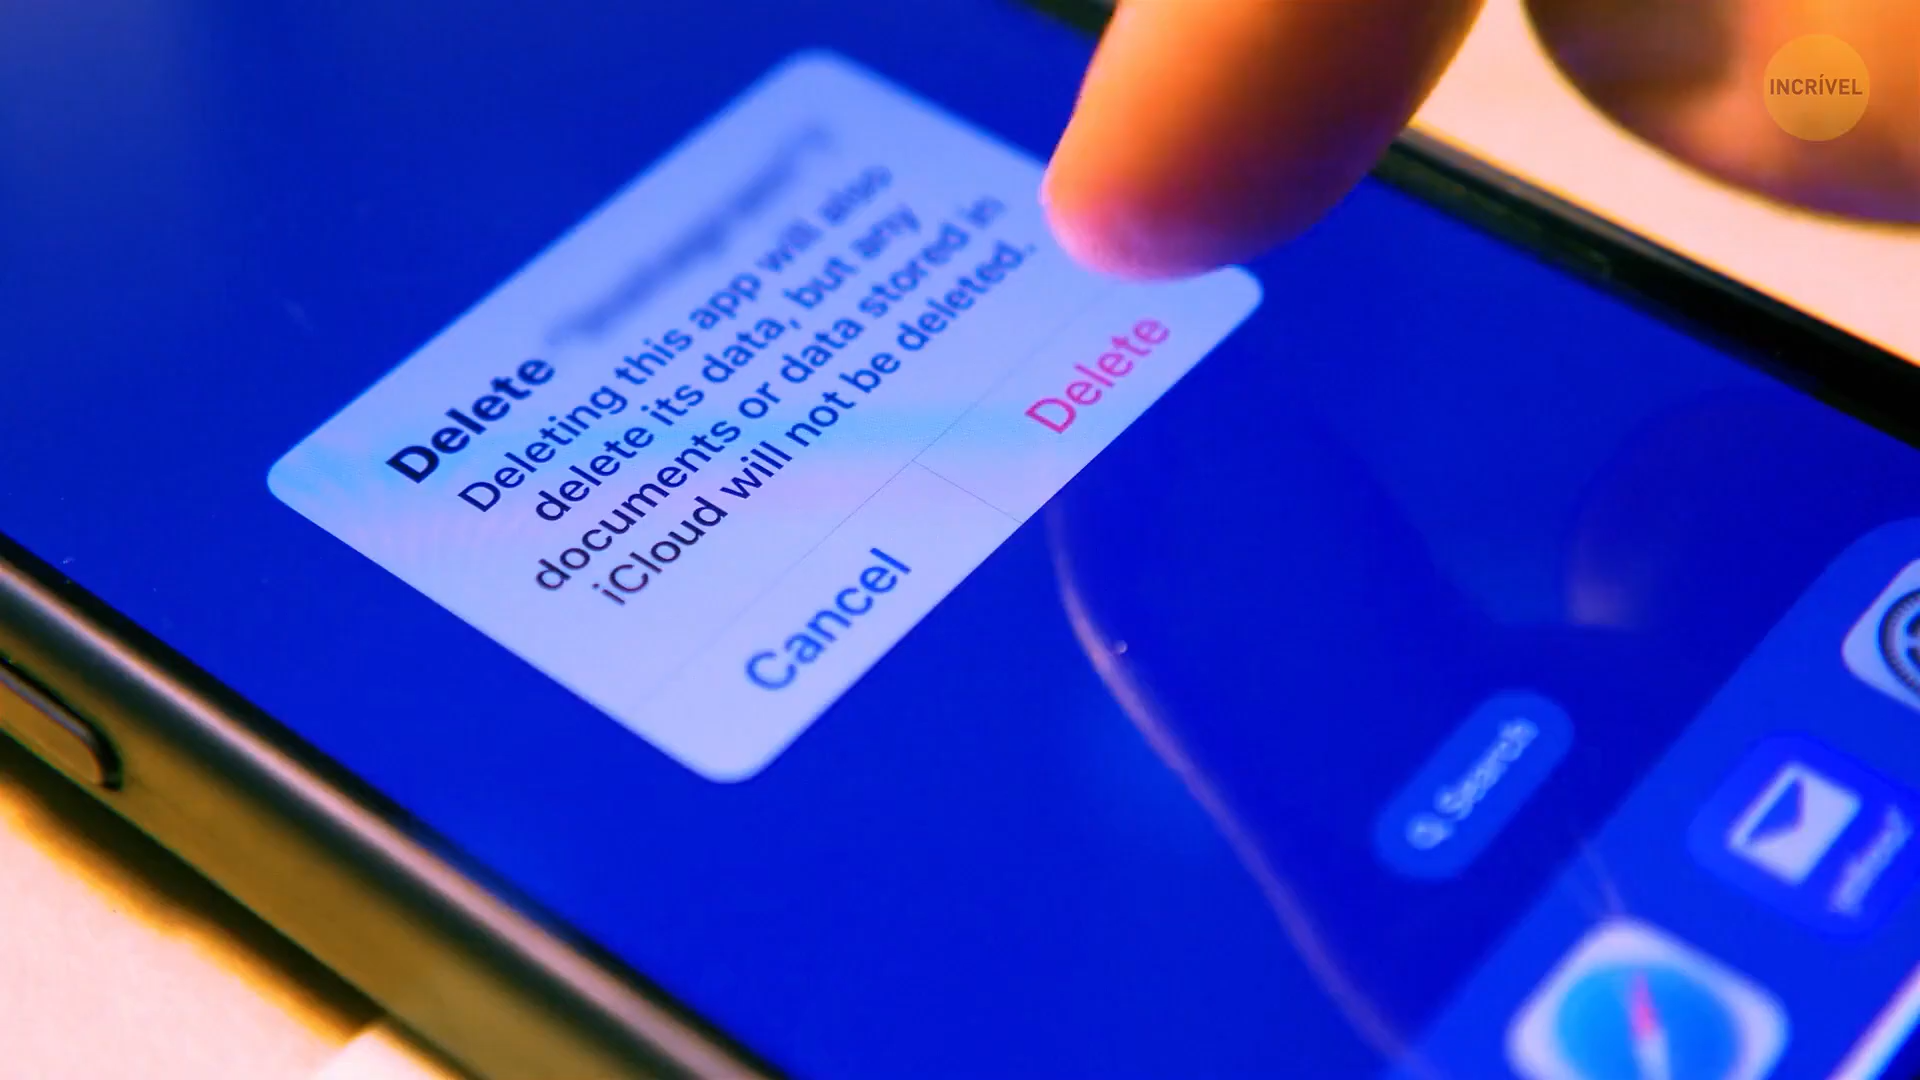 Delete
Deleting this app will also
delete its data, but any
documents or data stored in
iCloud will not be deleted.
Cancel
Delete
Search
INCRÍVEL